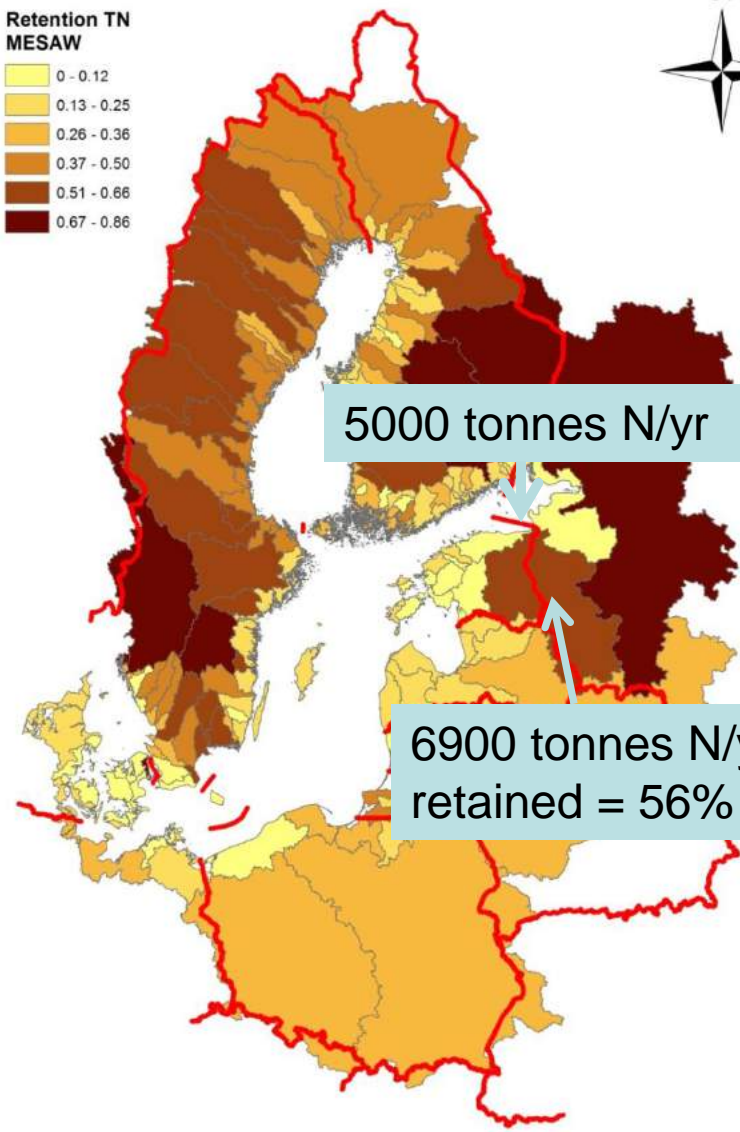 Retention TN
MESAW
0 - 0.12
0.13 - 0.25
0.26 - 0.36
0.37 - 0.50
0.51 - 0.66
0.67 - 0.86
5000 tonnes N/yr
6900 tonnes N/y
retained = 56%